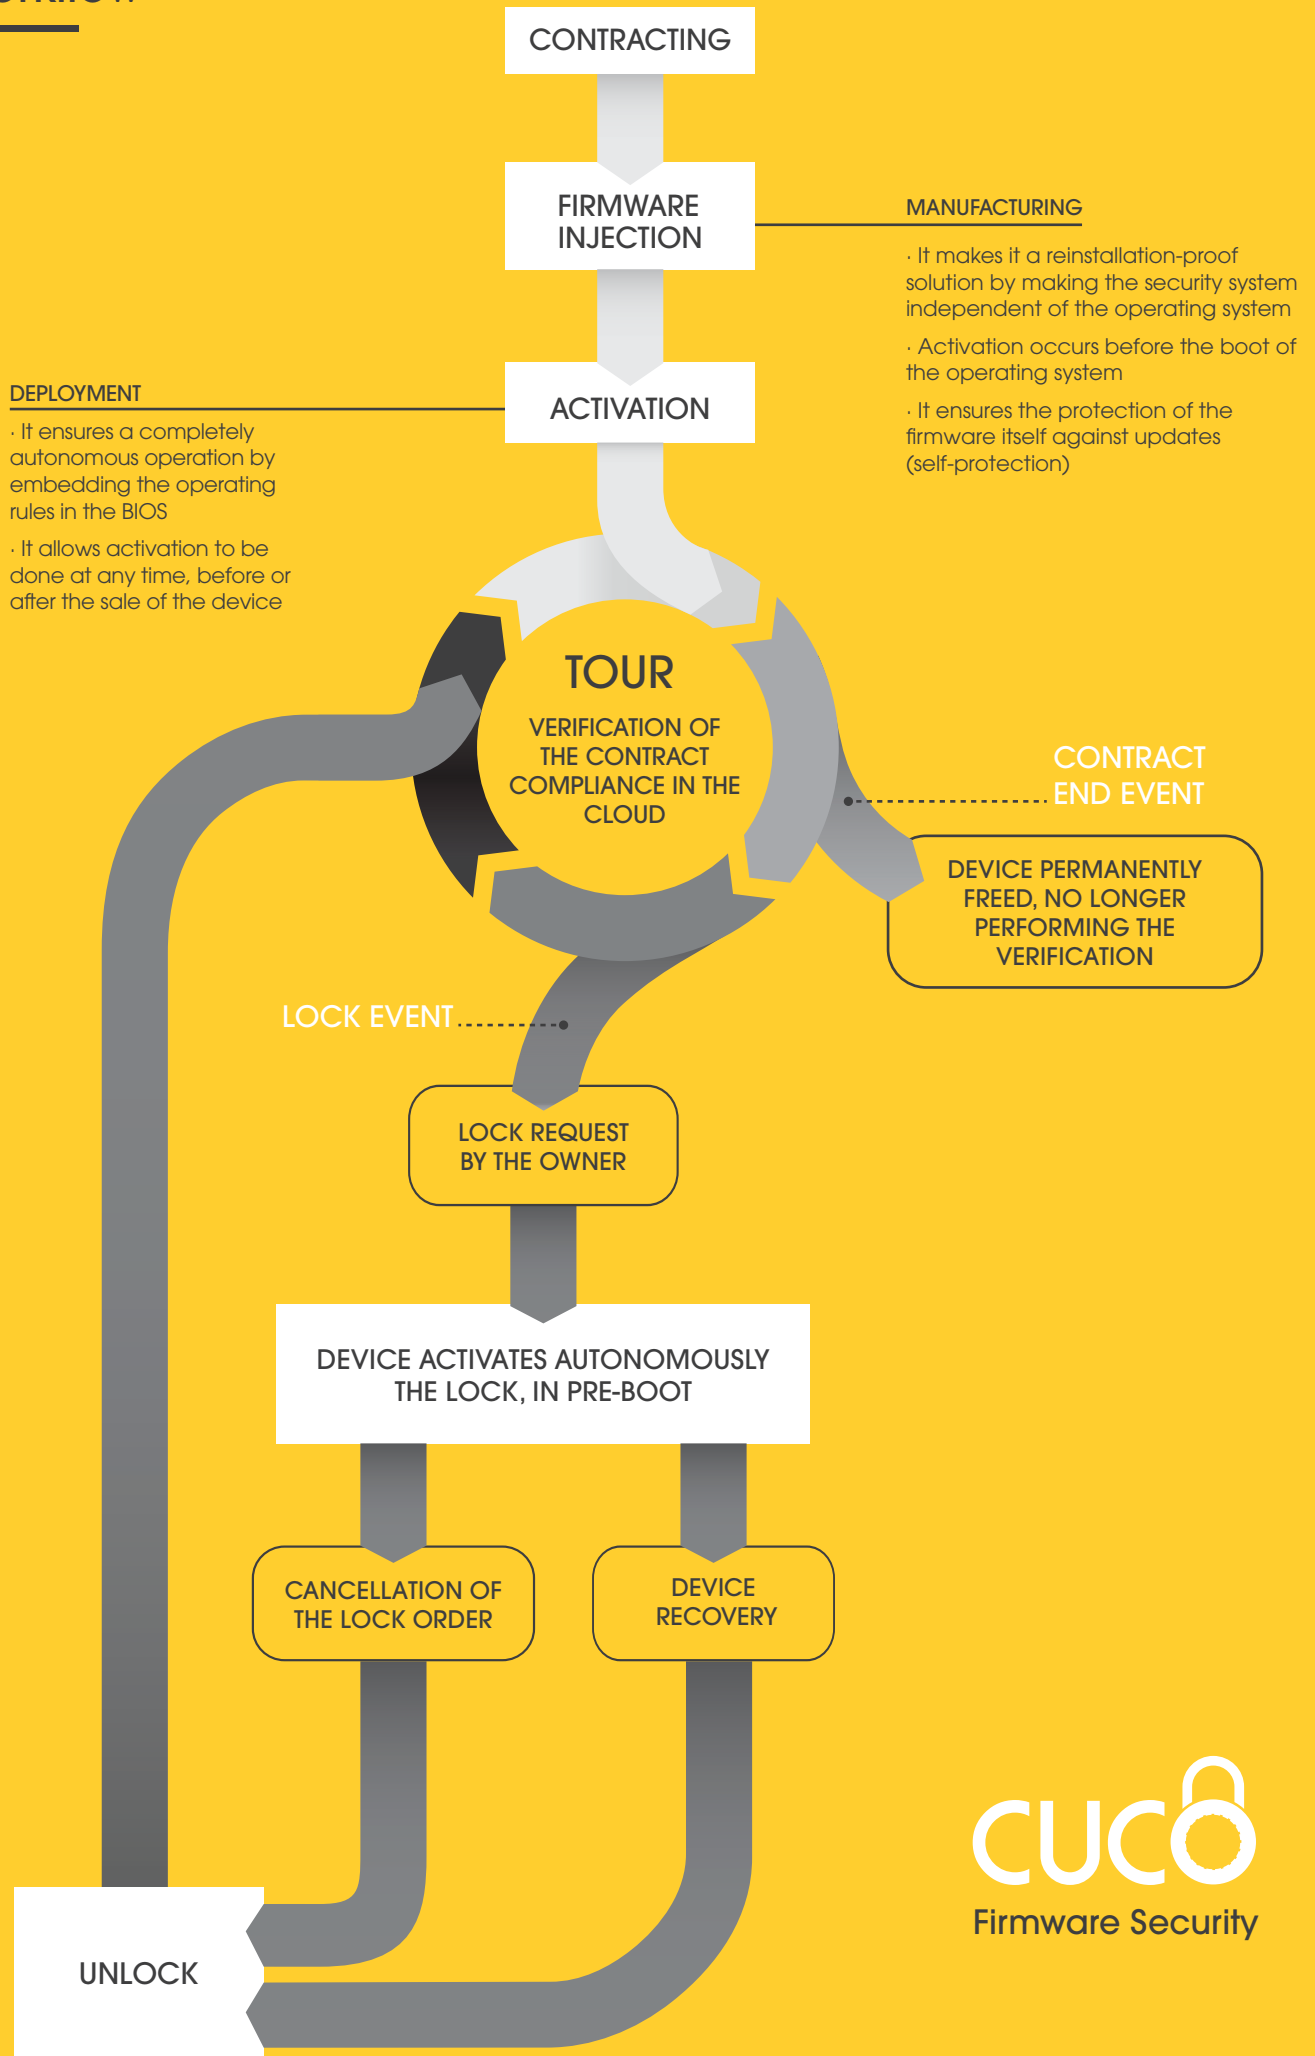 CONTRACTING
FIRMWARE
INJECTION
MANUFACTURING
· It makes it a reinstallation-proof
solution by making the security system
independent of the operating system
· Activation occurs before the boot of
the operating system
· It ensures the protection of the
firmware itself against updates
(self-protection)
ACTIVATION
DEPLOYMENT
· It ensures a completely
autonomous operation by
embedding the operating
rules in the BIOS
· It allows activation to be
done at any time, before or
after the sale of the device
TOUR
VERIFICATION OF
THE CONTRACT
COMPLIANCE IN THE
CLOUD
CONTRACT
END EVENT
DEVICE PERMANENTLY
FREED, NO LONGER
PERFORMING THE
VERIFICATION
LOCK EVENT
LOCK REQUEST
BY THE OWNER
DEVICE ACTIVATES AUTONOMOUSLY
THE LOCK, IN PRE-BOOT
CANCELLATION OF
THE LOCK ORDER
DEVICE
RECOVERY
UNLOCK
CUCO
Firmware Security